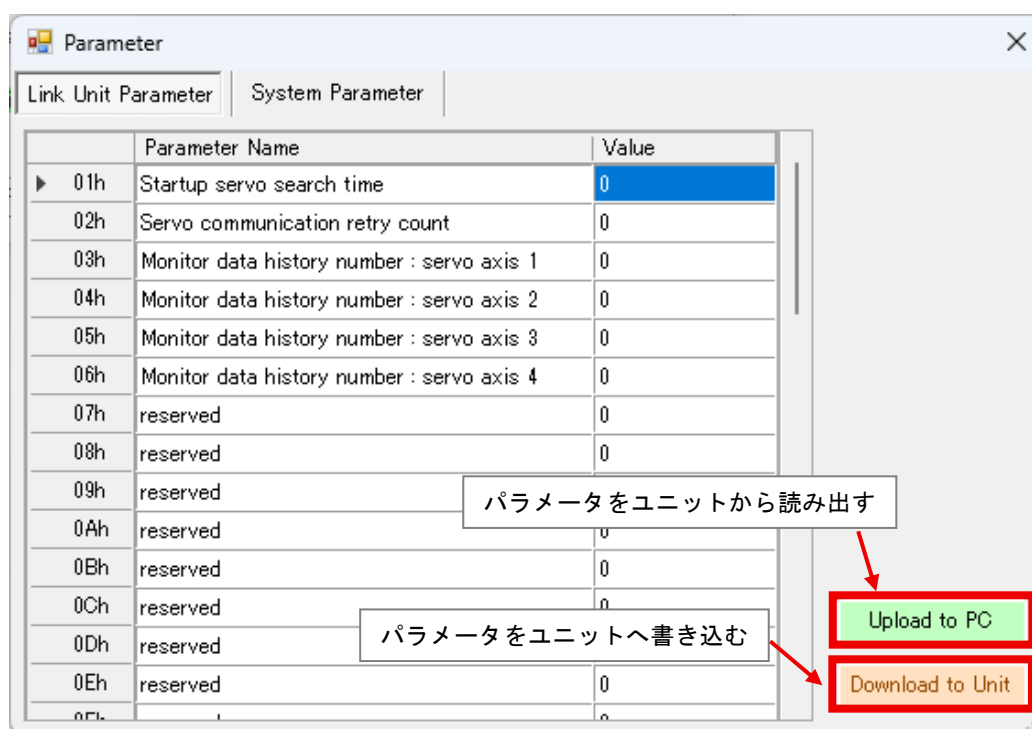 Parameter
Link Unit Parameter System Parameter
Parameter Name Value
01h Startup servo search time 0
02h Servo communication retry count 0
03h Monitor data history number : servo axis 1 0
04h Monitor data history number : servo axis 2 0
05h Monitor data history number : servo axis 3 0
06h Monitor data history number : servo axis 4 0
07h reserved 0
08h reserved 0
09h reserved
パラメータをユニットから読み出す
0Ah reserved 0
0Bh reserved 0
0Ch reserved 0
Upload to PC
パラメータをユニットへ書き込む
0Dh reserved
0Eh reserved 0
Download to Unit